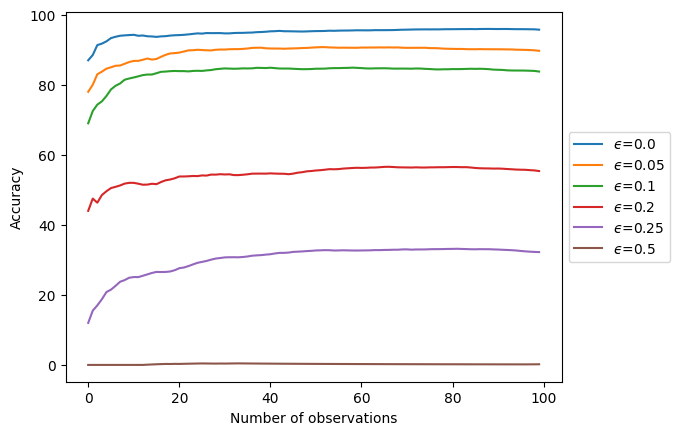 100
80
60
40
20
0
Accuracy
0 20 40 60 80 100
Number of observations
ϵ=0.0
ϵ=0.05
ϵ=0.1
ϵ=0.2
ϵ=0.25
ϵ=0.5